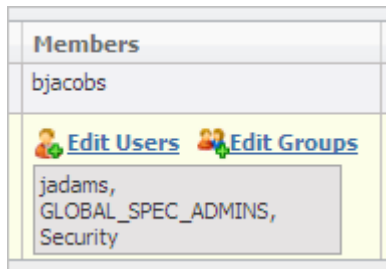 Members
bjacobs
Edit Users Edit Groups
jadams,
GLOBAL_SPEC_ADMINS,
Security